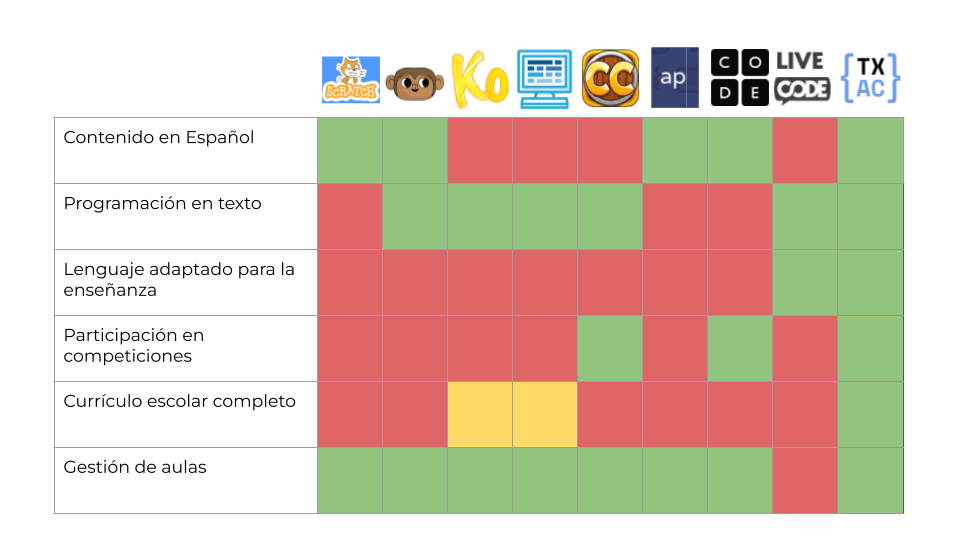 SCRATCH
Ko
CC
ap
C O
D E
LIVE
CODE
{TX
AC}
Contenido en Español
Programación en texto
Lenguaje adaptado para la
enseñanza
Participación en
competiciones
Currículo escolar completo
Gestión de aulas